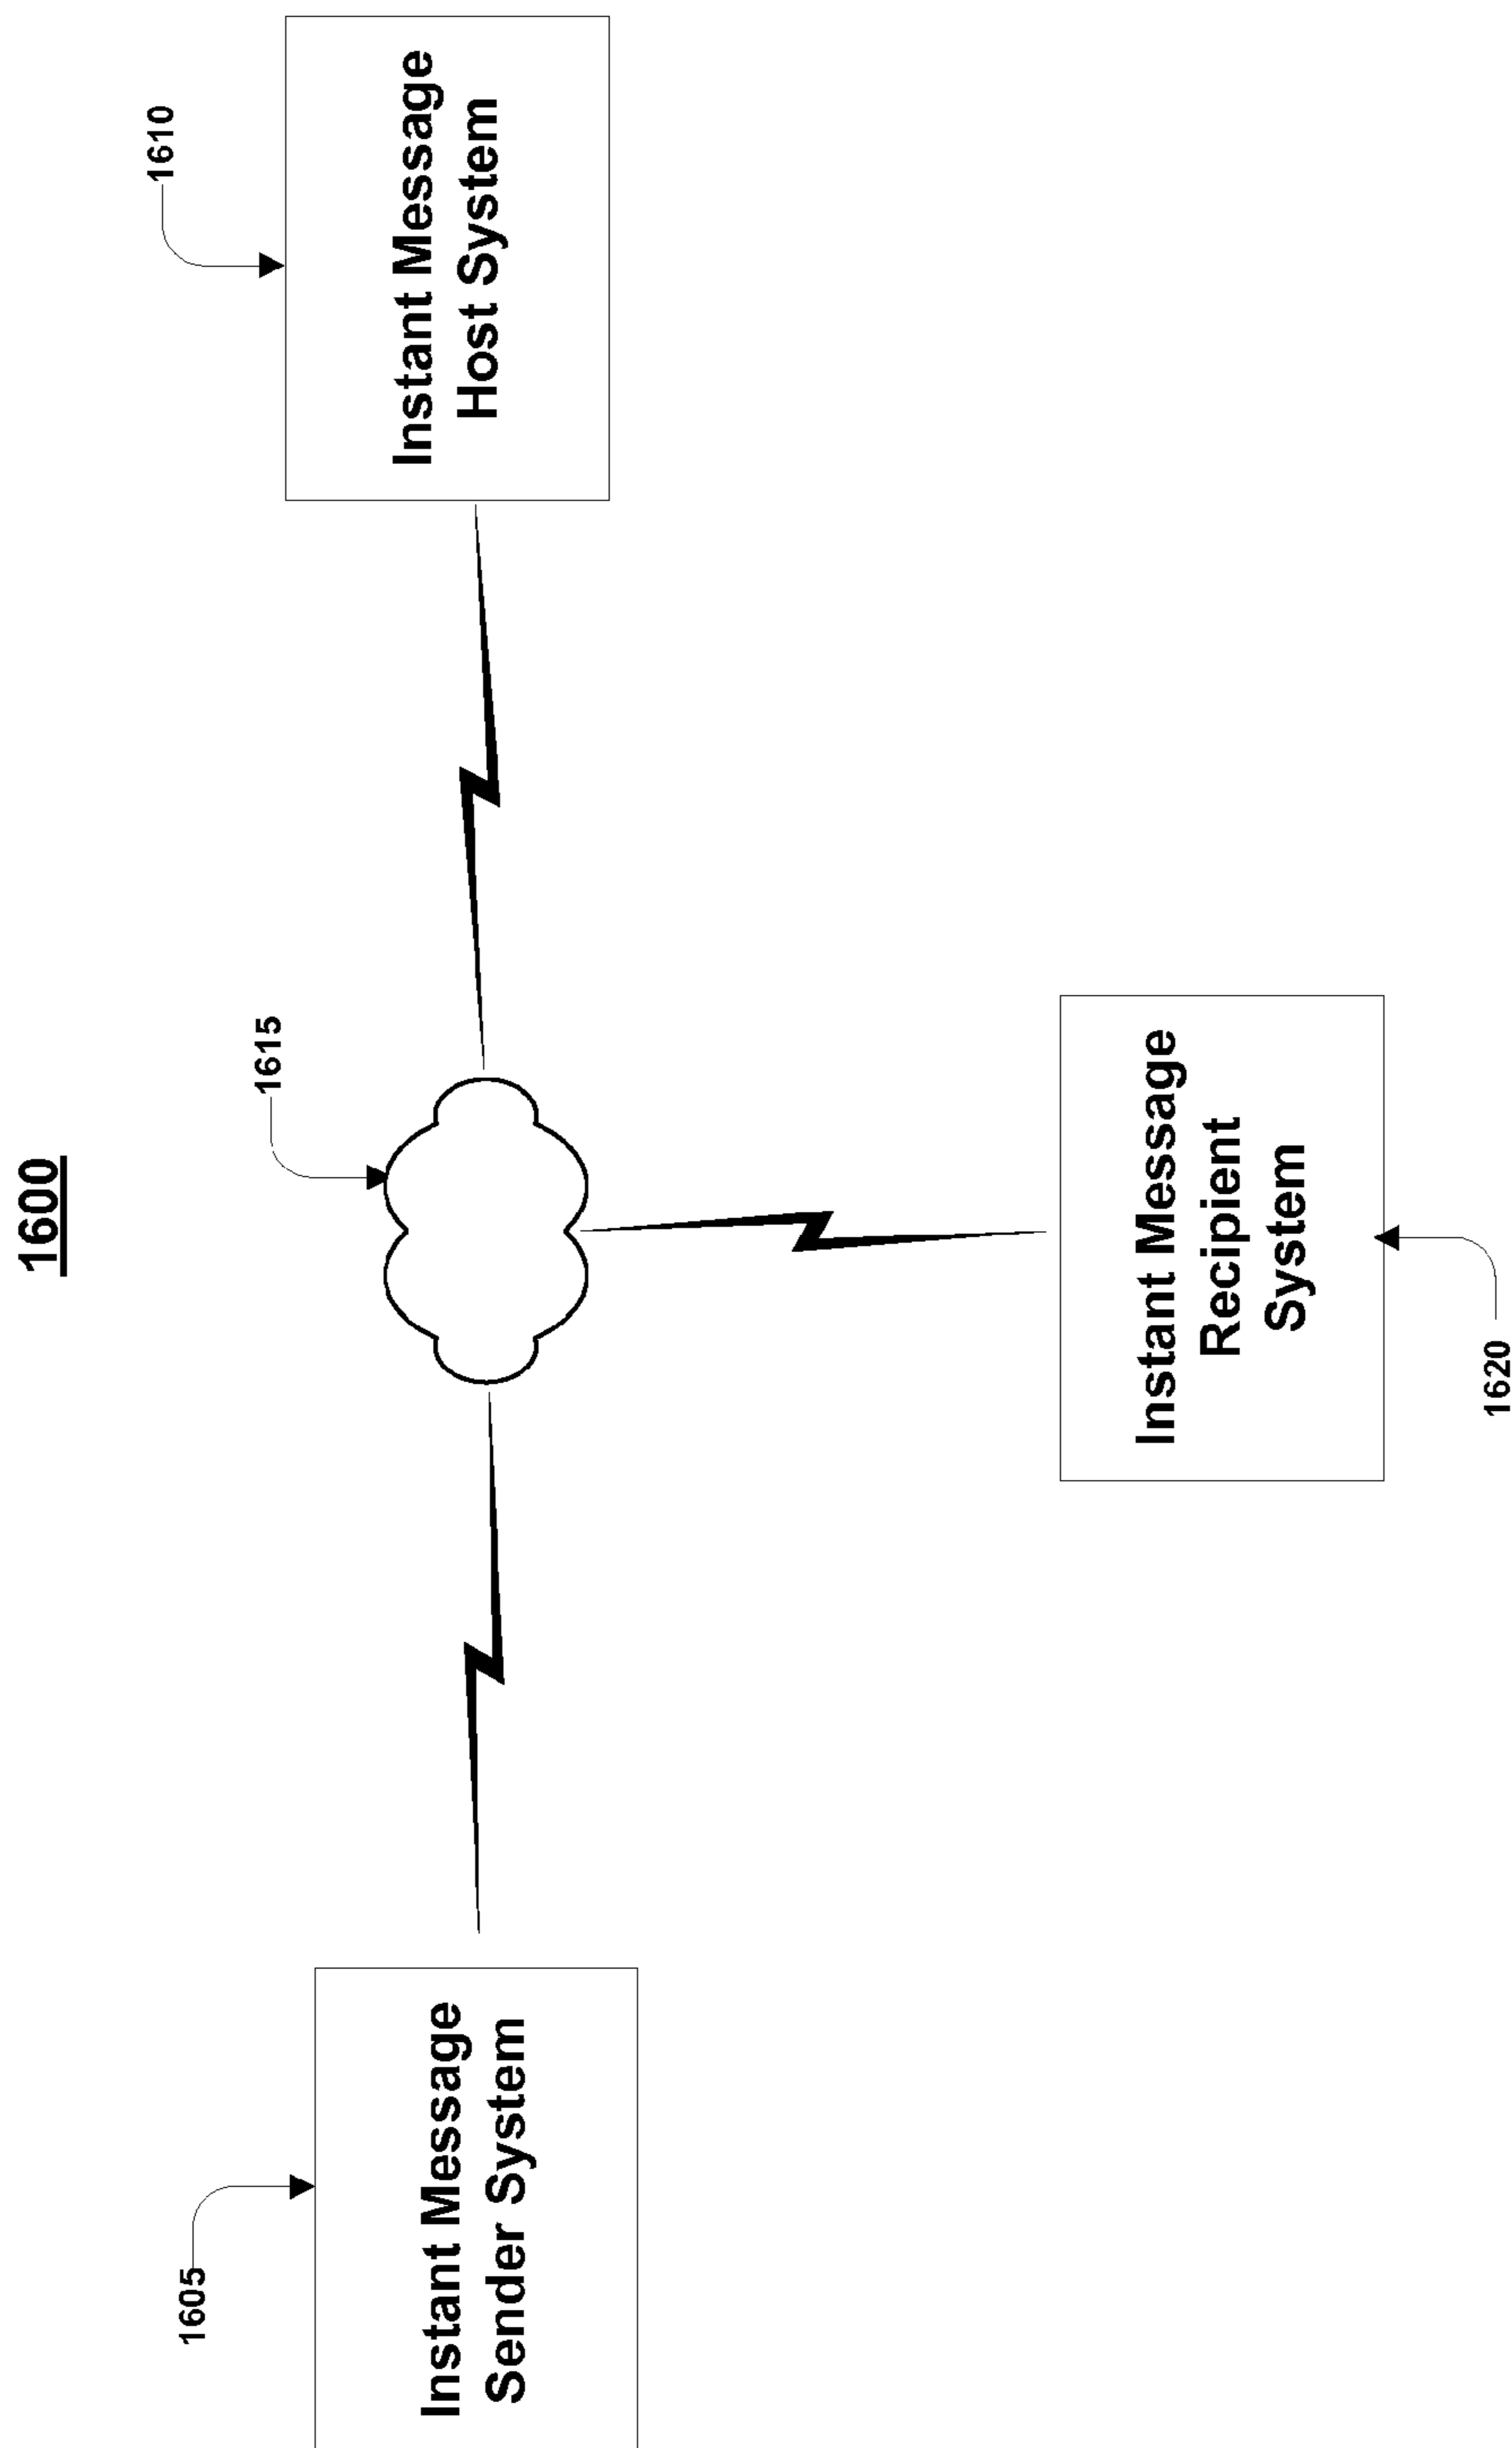 1600
1605
Instant Message
Sender System
1615
1610
Instant Message
Host System
Instant Message
Recipient
System
1620